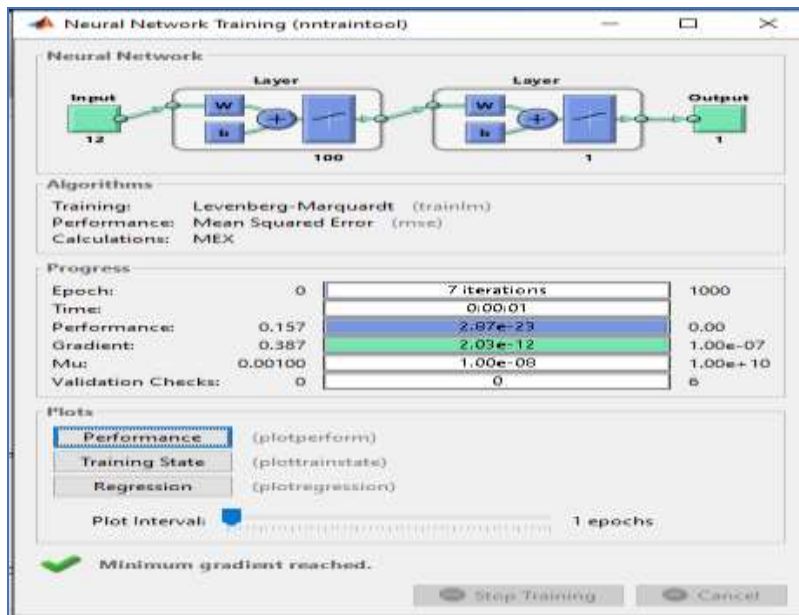 Neural Network Training (nntraintool)
Neural Network
Layer Layer
Input W W Output
b b
12 100 1 1
Algorithms
Training: Levenberg-Marquardt (trainlm)
Performance: Mean Squared Error (mse)
Calculations: MEX
Progress
Epoch: 0 7 iterations 1000
Time: 0:00:01
Performance: 0.157 2.87e-23 0.00
Gradient: 0.387 2.03e-12 1.00e-07
Mu: 0.00100 1.00e-08 1.00e+10
Validation Checks: 0 0 6
Plots
Performance (plotperform)
Training State (plottrainstate)
Regression (plotregression)
Plot Interval: 1 epochs
Minimum gradient reached.
Stop Training Cancel